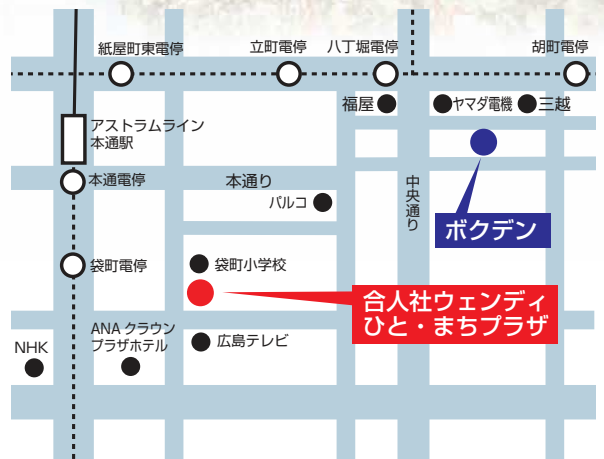 紙屋町東電停
立町電停
八丁堀電停
胡町電停
福屋
ヤマダ電機
三越
アストラムライン
本通駅
本通電停
本通り
パルコ
中央通り
ボクデン
袋町電停
袋町小学校
合人社ウェンディ
ひと・まちプラザ
ANA クラウン
プラザホテル
広島テレビ
NHK